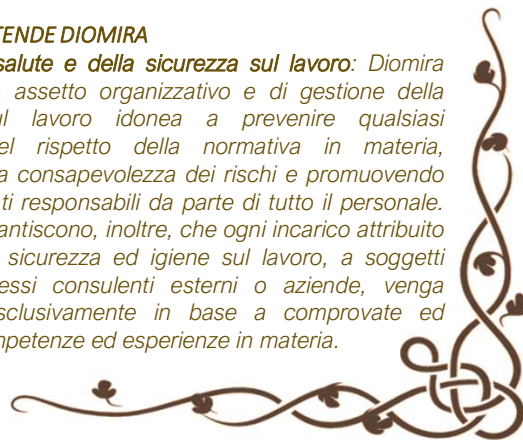 TENDE DIOMIRA
salute e della sicurezza sul lavoro: Diomira
assetto organizzativo e di gestione della
lavoro idonea a prevenire qualsiasi
rispetto della normativa in materia,
a consapevolezza dei rischi e promuovendo
ti responsabili da parte di tutto il personale.
antiscono, inoltre, che ogni incarico attribuito
sicurezza ed igiene sul lavoro, a soggetti
essi consulenti esterni o aziende, venga
sclusivamente in base a comprovate ed
mpetenze ed esperienze in materia.